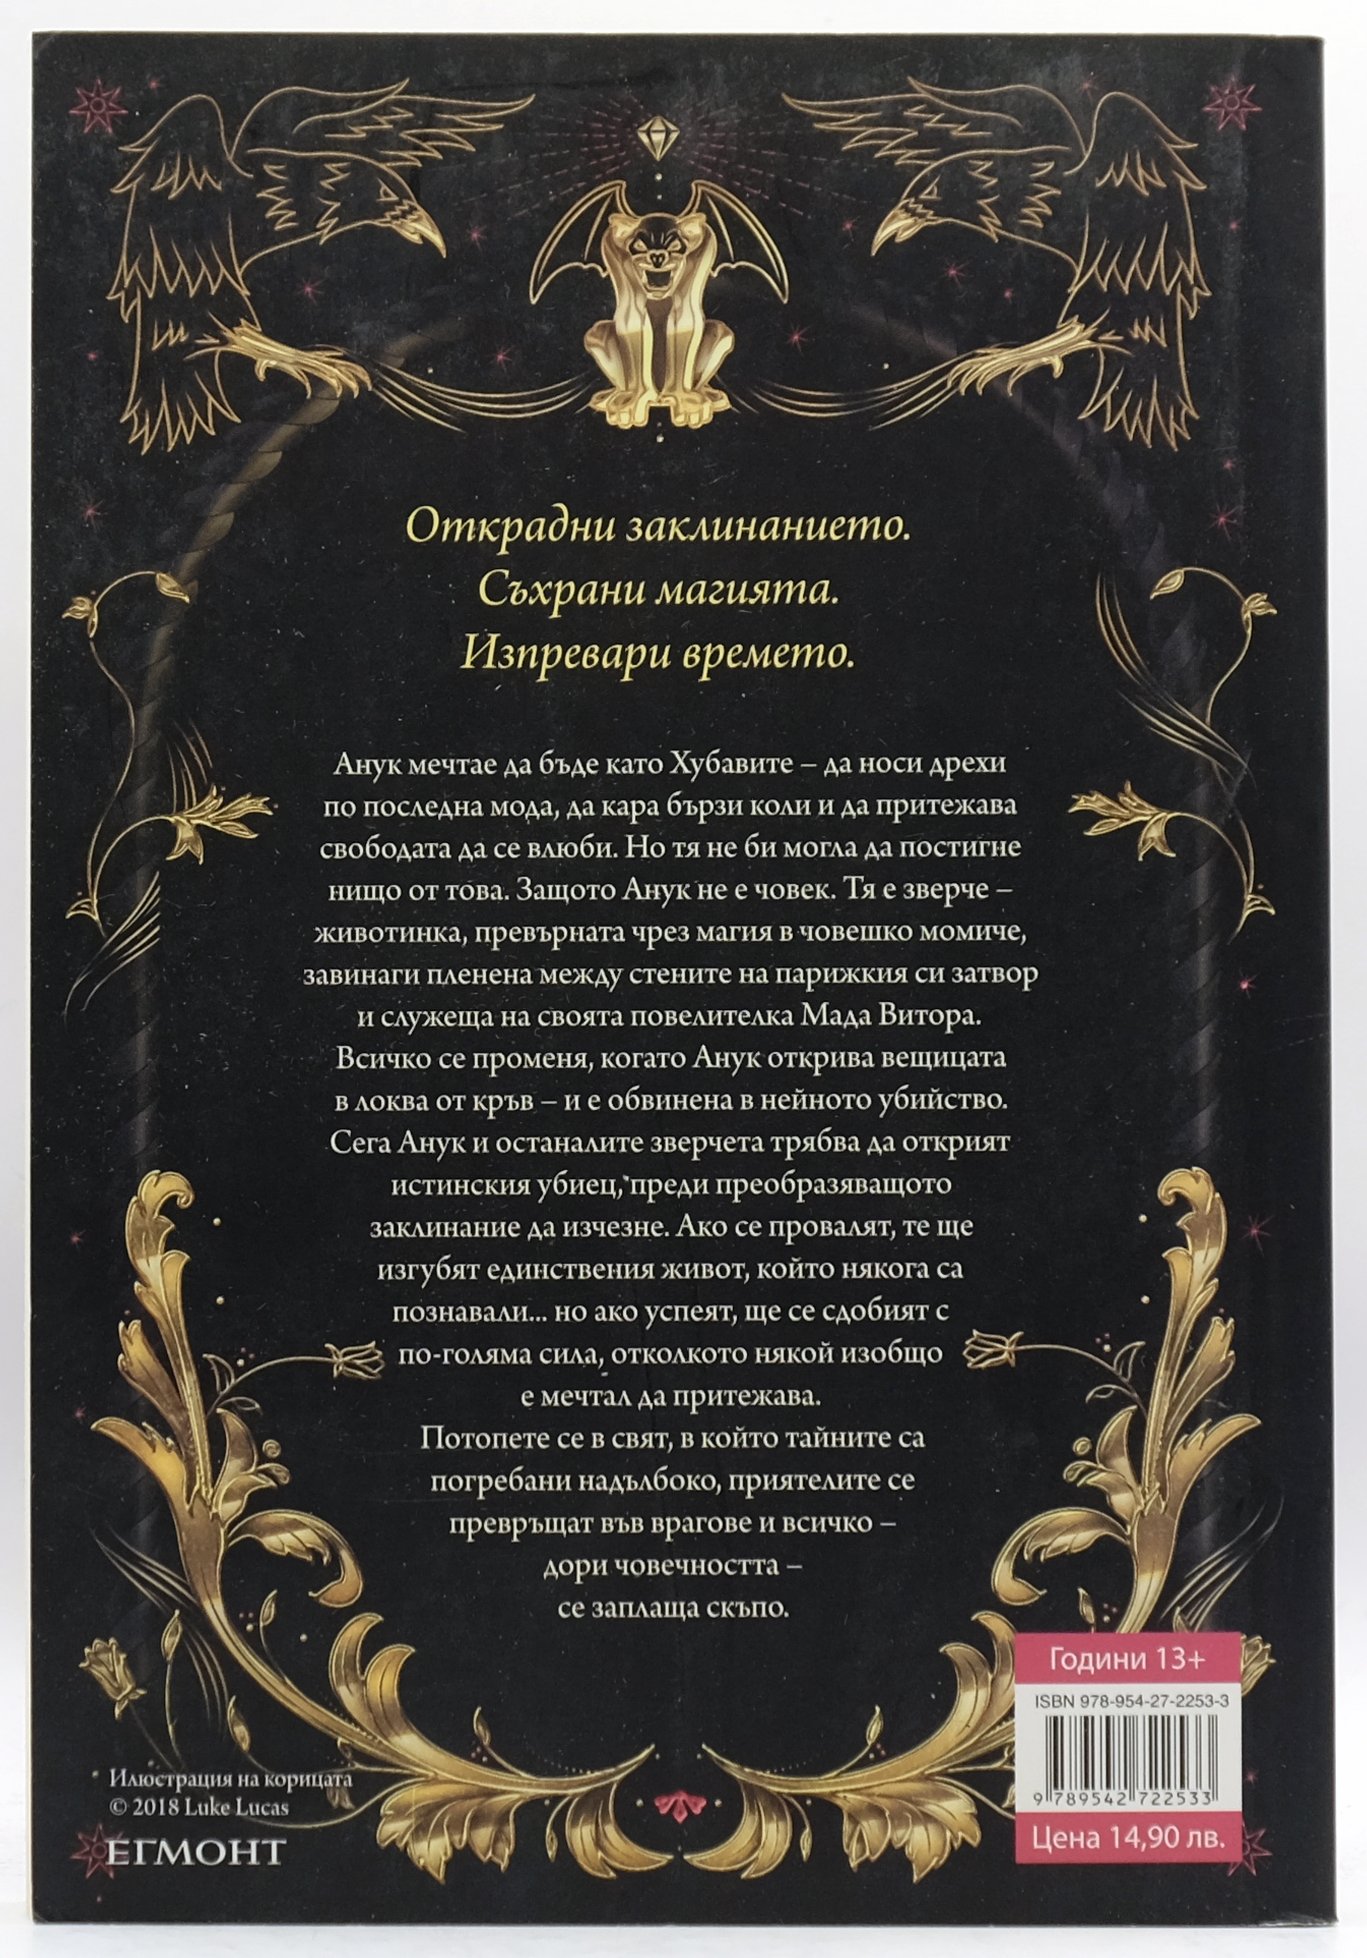 Открадни заклинанието.
Съхрани магията.
Изпревари времето.
Анук мечтае да бъде като Хубавите – да носи дрехи
по последна мода, да кара бързи коли и да притежава
свободата да се влюби. Но тя не би могла да постигне
нищо от това. Защото Анук не е човек. Тя е зверче –
животинка, превърната чрез магия в човешко момиче,
завинаги пленена между стените на парижкия си затвор
и служеща на своята повелителка Мада Витора.
Всичко се променя, когато Анук открива вещицата
в локва от кръв – и е обвинена в нейното убийство.
Сега Анук и останалите зверчета трябва да открият
истинския убиец, преди преобразяващото
заклинание да изчезне. Ако се провалят, те ще
изгубят единствения живот, който някога са
познавали... но ако успеят, ще се сдобият с
по-голяма сила, отколкото някой изобщо
е мечтал да притежава.
Потопете се в свят, в който тайните са
погребани надълбоко, приятелите се
превръщат във врагове и всичко –
дори човечността –
се заплаща скъпо.
Години 13+
ISBN 978-954-27-2253-3
9 789542 722533
Цена 14,90 лв.
Илюстрация на корицата
© 2018 Luke Lucas
ЕГМОНТ